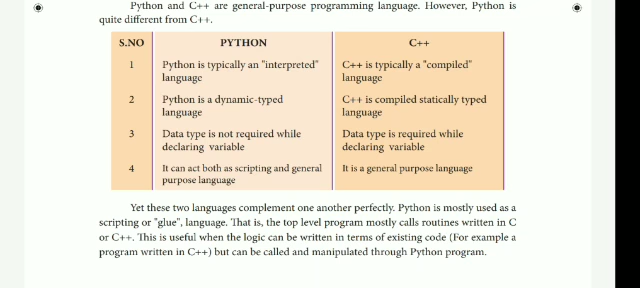 Python and C++ are general-purpose programming language. However, Python is
quite different from C++.
S.NO PYTHON C++
1 Python is typically an "interpreted" language C++ is typically a "compiled" language
2 Python is a dynamic-typed language C++ is compiled statically typed language
3 Data type is not required while declaring variable Data type is required while declaring variable
4 It can act both as scripting and general purpose language It is a general purpose language
Yet these two languages complement one another perfectly. Python is mostly used as a
scripting or "glue", language. That is, the top level program mostly calls routines written in C
or C++. This is useful when the logic can be written in terms of existing code (For example a
program written in C++) but can be called and manipulated through Python program.